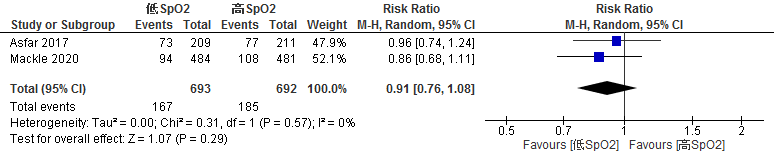 低SpO2 高SpO2 Risk Ratio Risk Ratio
Study or Subgroup Events Total Events Total Weight M-H, Random, 95% CI M-H, Random, 95% CI
Asfar 2017 73 209 77 211 47.9% 0.96 [0.74, 1.24]
Mackle 2020 94 484 108 481 52.1% 0.86 [0.68, 1.11]
Total (95% CI) 693 692 100.0% 0.91 [0.76, 1.08]
Total events 167 185
Heterogeneity: Tau² = 0.00; Chi² = 0.31, df = 1 (P = 0.57); I² = 0%
Test for overall effect: Z = 1.07 (P = 0.29)
0.5 0.7 1 1.5 2
Favours [低SpO2] Favours [高SpO2]